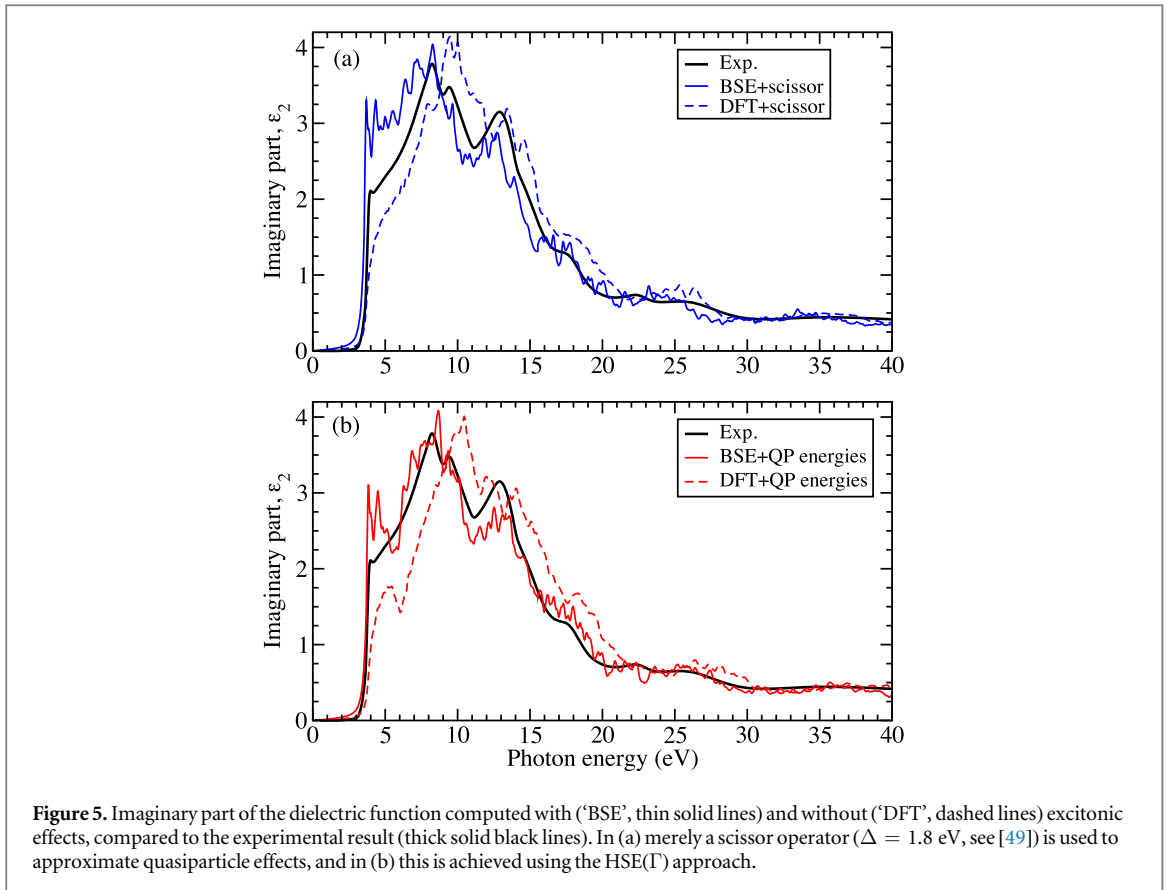 (a)
Exp.
BSE+scissor
DFT+scissor
Imaginary part, ε2
4
3
2
1
0
0 5 10 15 20 25 30 35 40
(b)
Exp.
BSE+QP energies
DFT+QP energies
Imaginary part, ε2
4
3
2
1
0
0 5 10 15 20 25 30 35 40
Photon energy (eV)
Figure 5. Imaginary part of the dielectric function computed with (‘BSE’, thin solid lines) and without (‘DFT’, dashed lines) excitonic
effects, compared to the experimental result (thick solid black lines). In (a) merely a scissor operator (Δ = 1.8 eV, see [49]) is used to
approximate quasiparticle effects, and in (b) this is achieved using the HSE(Γ) approach.